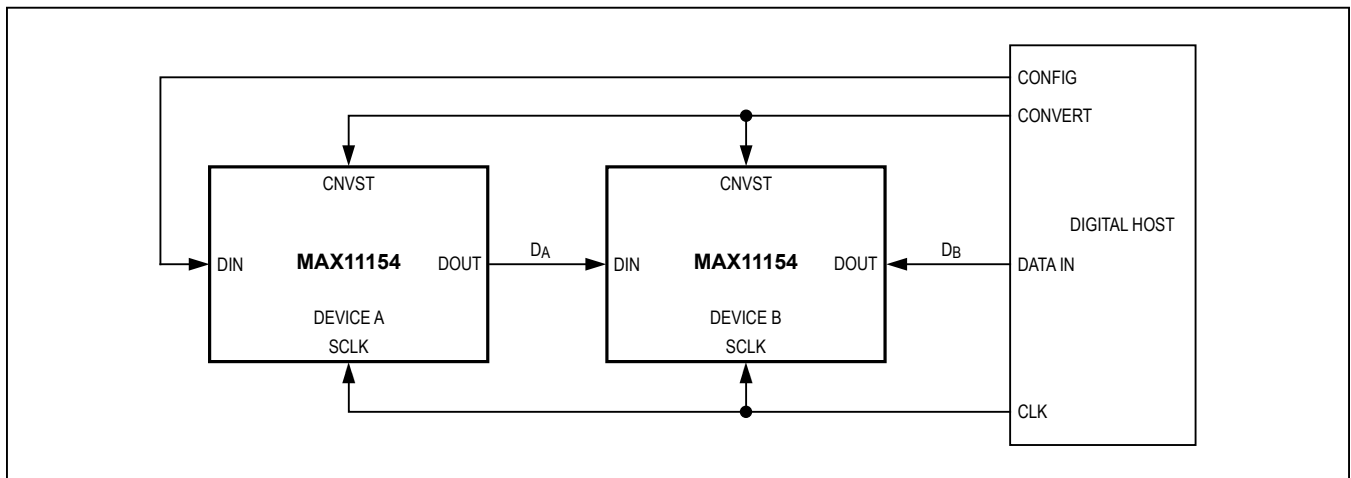 CONFIG
CONVERT
CNVST
CNVST
DIGITAL HOST
DIN
MAX11154
DOUT
DA
DIN
MAX11154
DOUT
DB
DATA IN
DEVICE A
DEVICE B
SCLK
SCLK
CLK